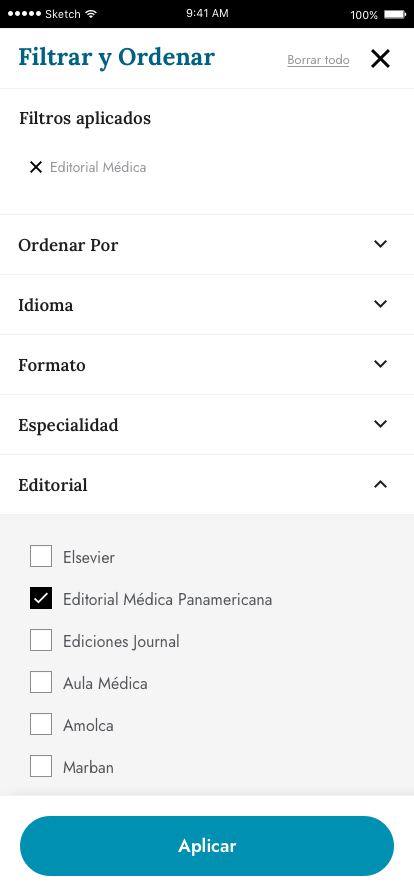 Sketch 9:41 AM 100%
Filtrar y Ordenar Borrar todo
Filtros aplicados
Editorial Médica
Ordenar Por
Idioma
Formato
Especialidad
Editorial
Elsevier
Editorial Médica Panamericana
Ediciones Journal
Aula Médica
Amolca
Marban
Aplicar